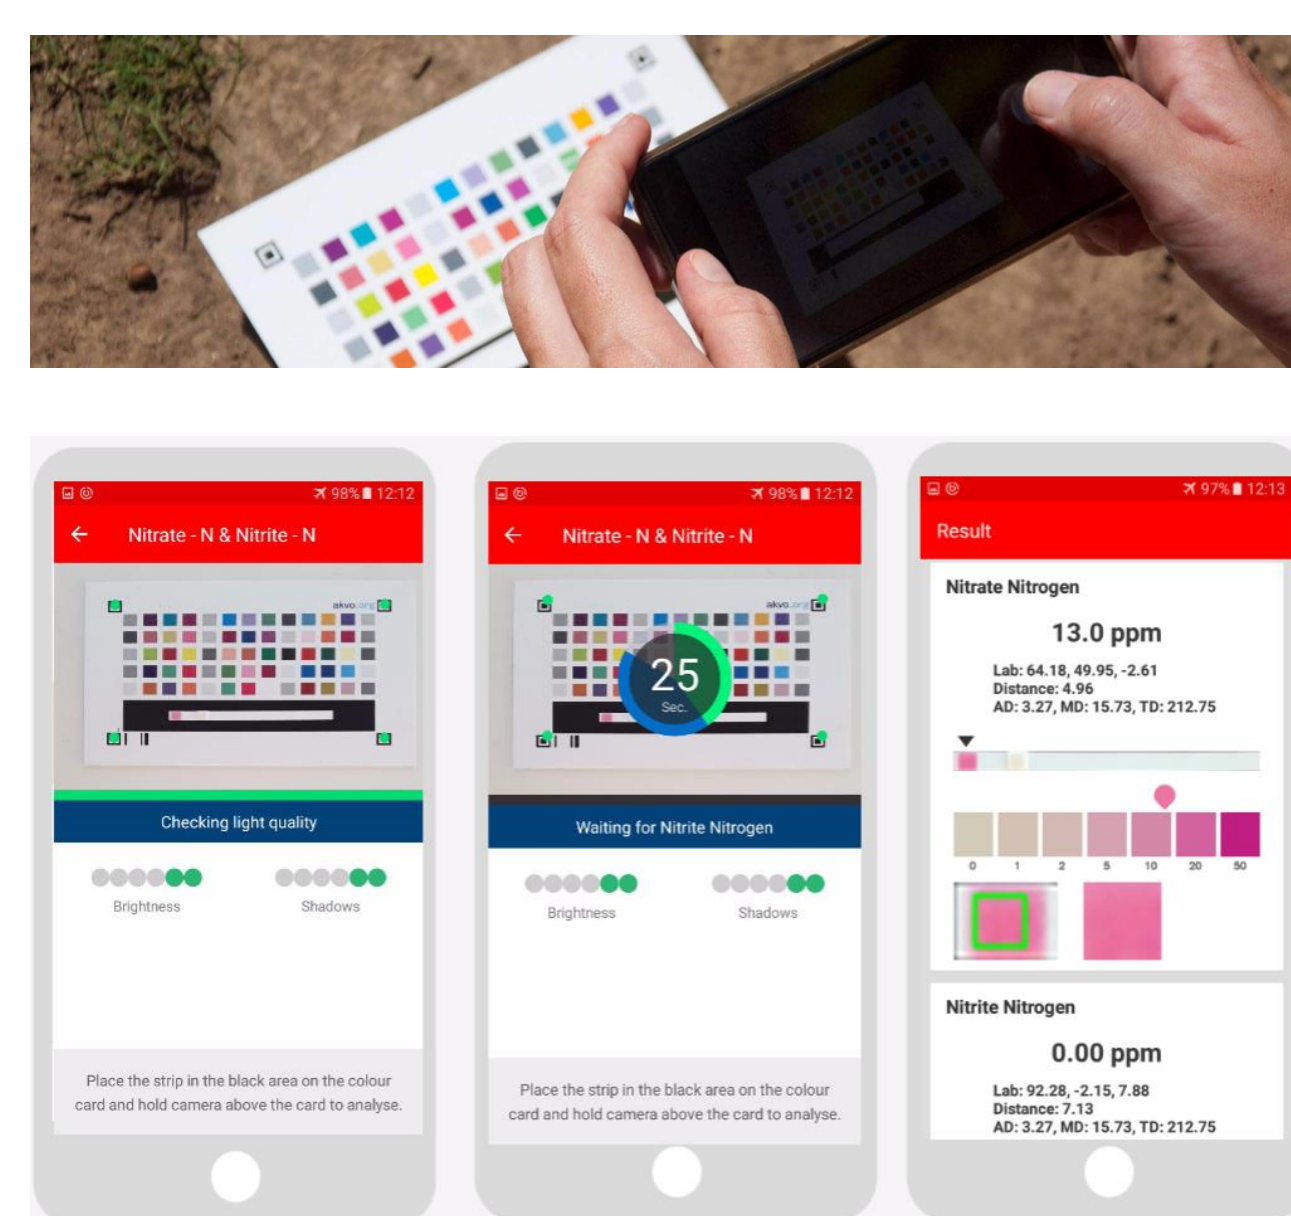 98% 12:12
Nitrate - N & Nitrite - N
akvo.org
Checking light quality
Brightness
Shadows
Place the strip in the black area on the colour
card and hold camera above the card to analyse.
98% 12:12
Nitrate - N & Nitrite - N
akvo.org
25
Sec.
Waiting for Nitrite Nitrogen
Brightness
Shadows
Place the strip in the black area on the colour
card and hold camera above the card to analyse.
97% 12:13
Result
Nitrate Nitrogen
13.0 ppm
Lab: 64.18, 49.95, -2.61
Distance: 4.96
AD: 3.27, MD: 15.73, TD: 212.75
0 1 2 5 10 20 50
Nitrite Nitrogen
0.00 ppm
Lab: 92.28, -2.15, 7.88
Distance: 7.13
AD: 3.27, MD: 15.73, TD: 212.75